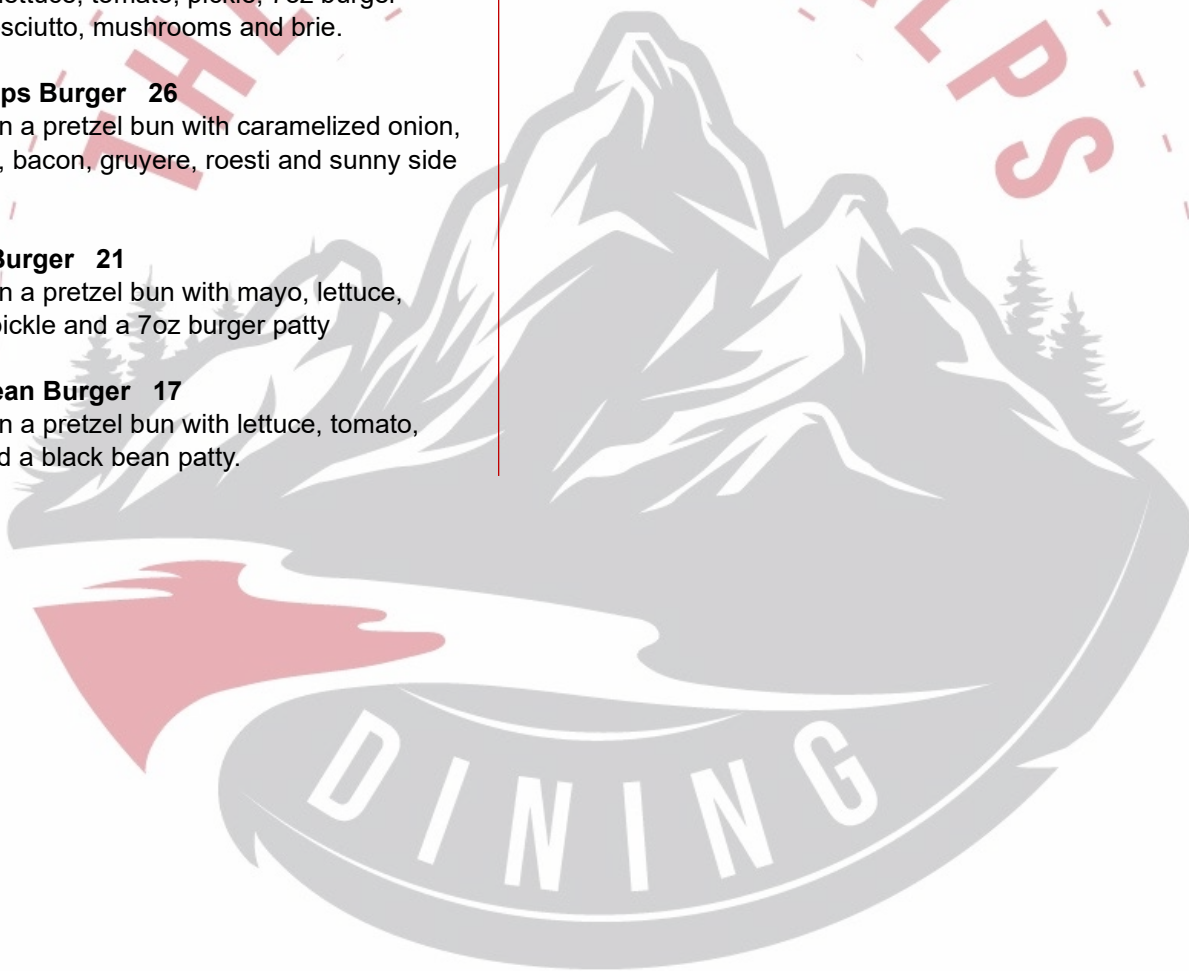 lettuce, tomato, pickle, 7oz burger
sciutto, mushrooms and brie.
ps Burger 26
n a pretzel bun with caramelized onion,
, bacon, gruyere, roesti and sunny side
Burger 21
n a pretzel bun with mayo, lettuce,
pickle and a 7oz burger patty
ean Burger 17
n a pretzel bun with lettuce, tomato,
d a black bean patty.
THE
LPS
DINING